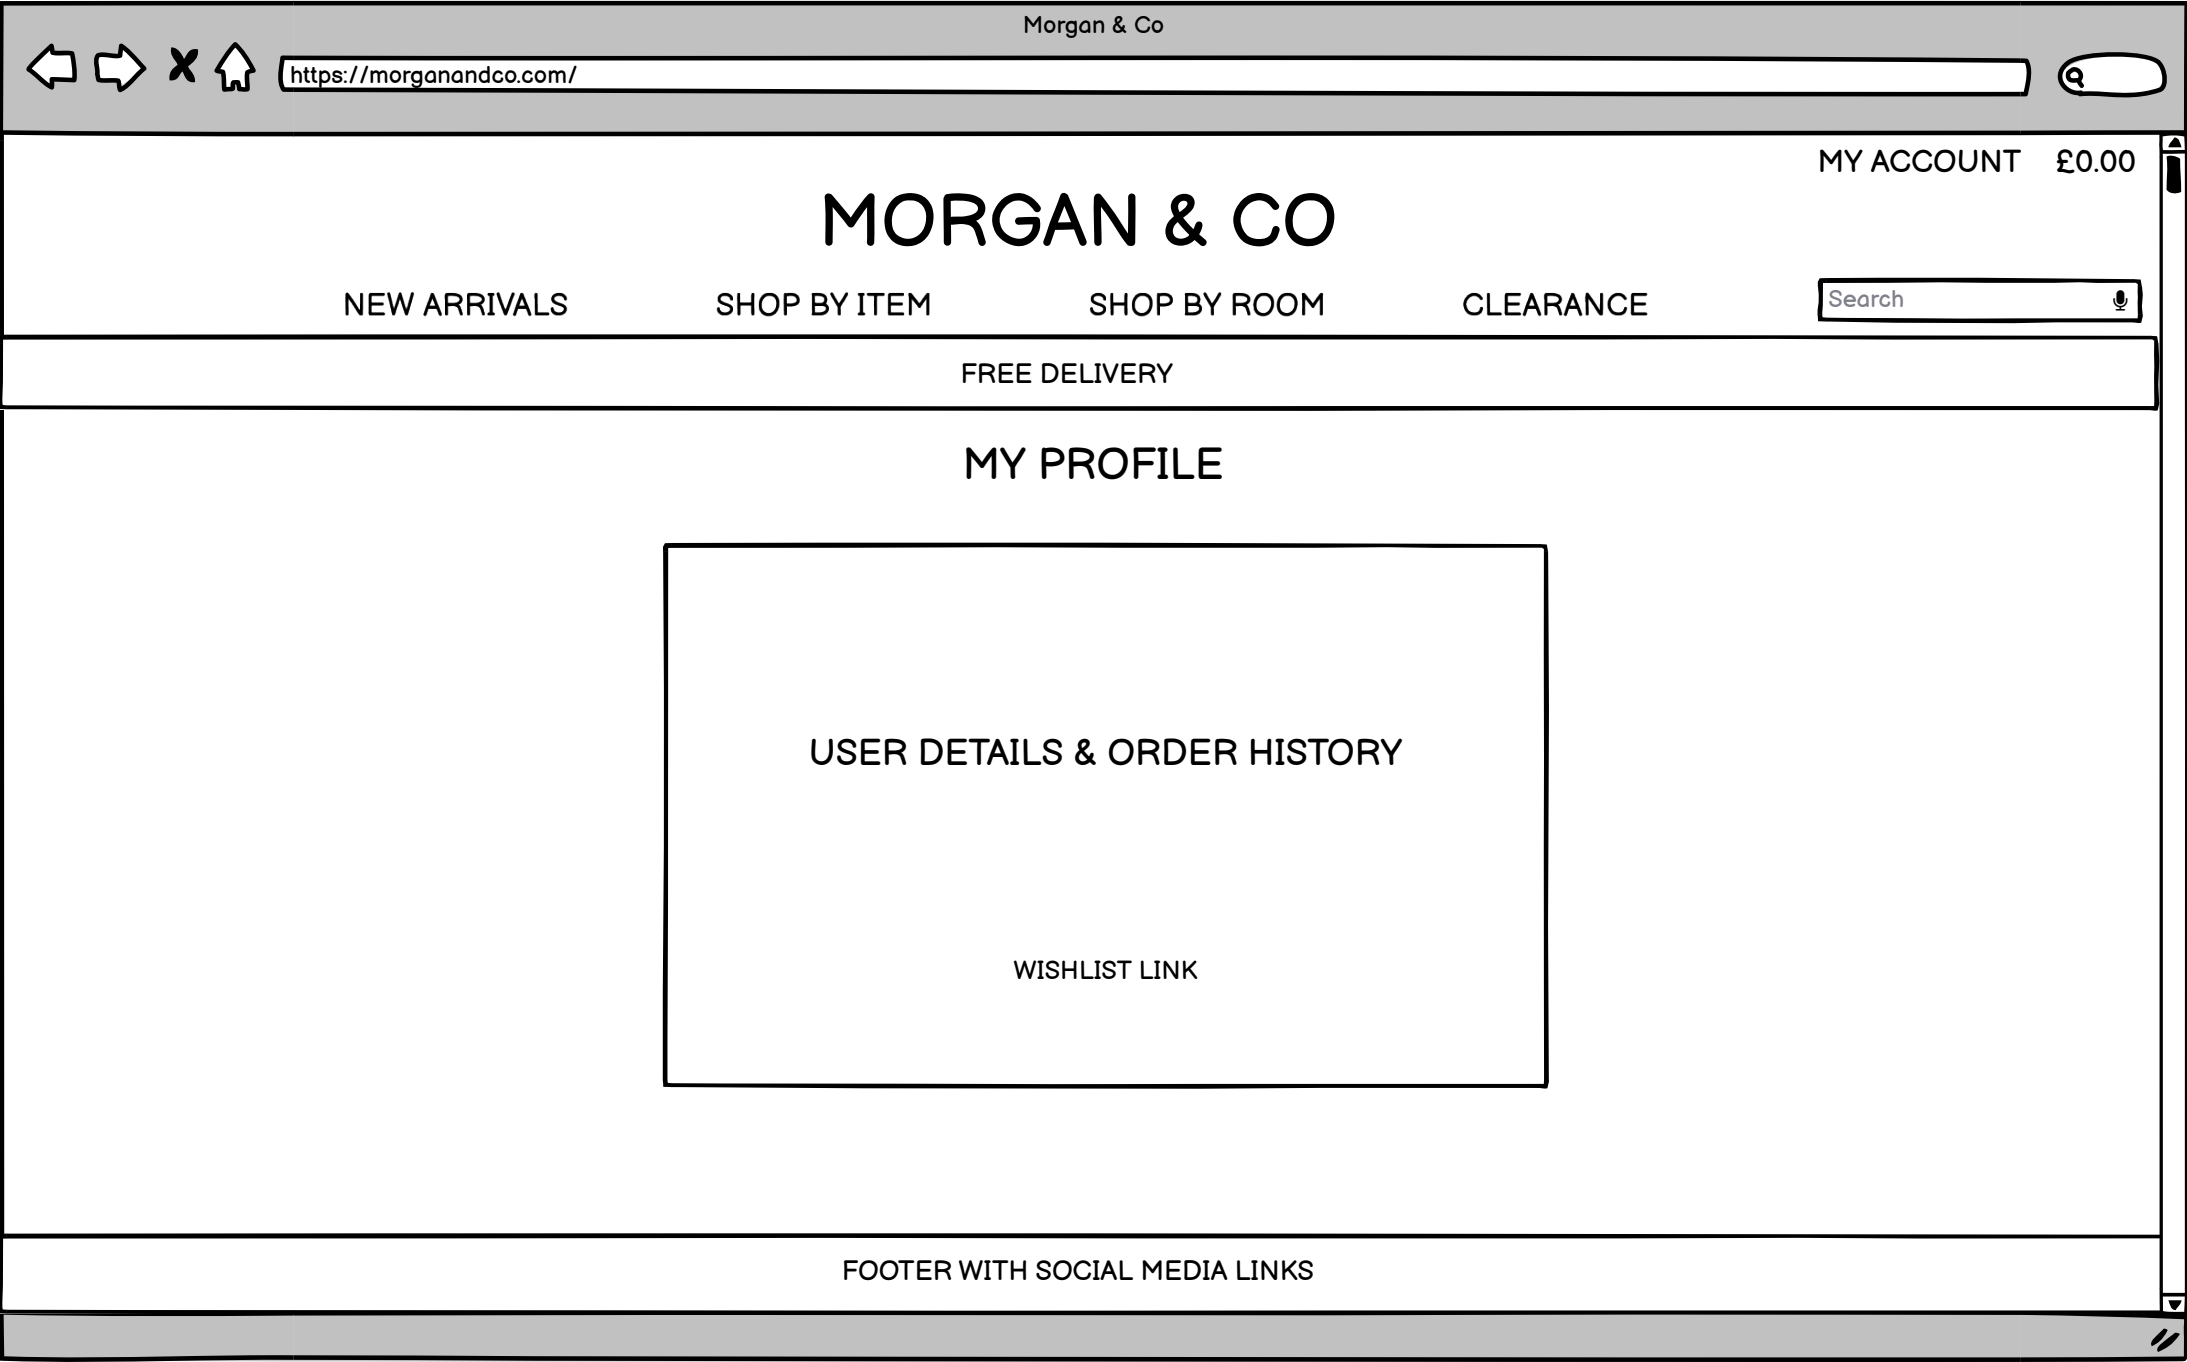 Morgan & Co
https://morganandco.com/
MY ACCOUNT £0.00
MORGAN & CO
NEW ARRIVALS SHOP BY ITEM SHOP BY ROOM CLEARANCE Search
FREE DELIVERY
MY PROFILE
USER DETAILS & ORDER HISTORY
WISHLIST LINK
FOOTER WITH SOCIAL MEDIA LINKS